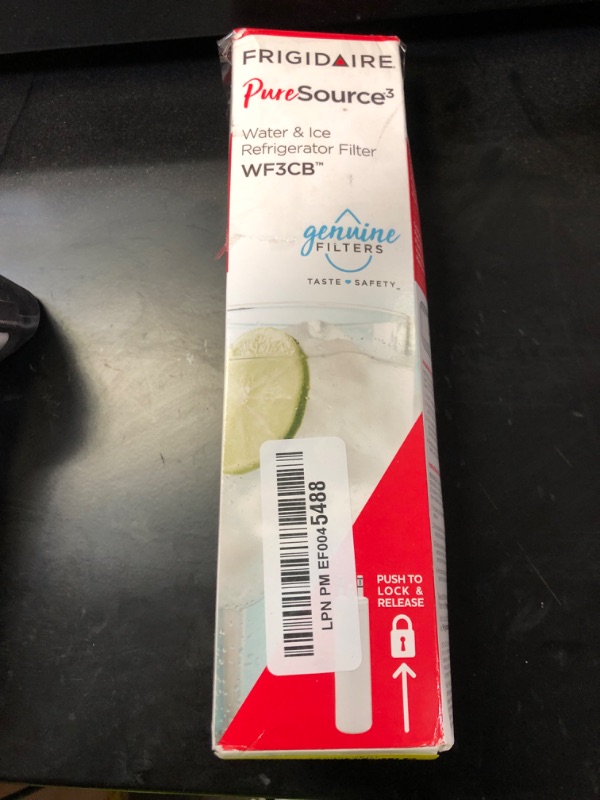 FRIGIDAIRE
PureSource3
Water & Ice
Refrigerator Filter
WF3CB™
genuine
FILTERS
TASTE SAFETY
LPN PM EF0045488
PUSH TO
LOCK &
RELEASE